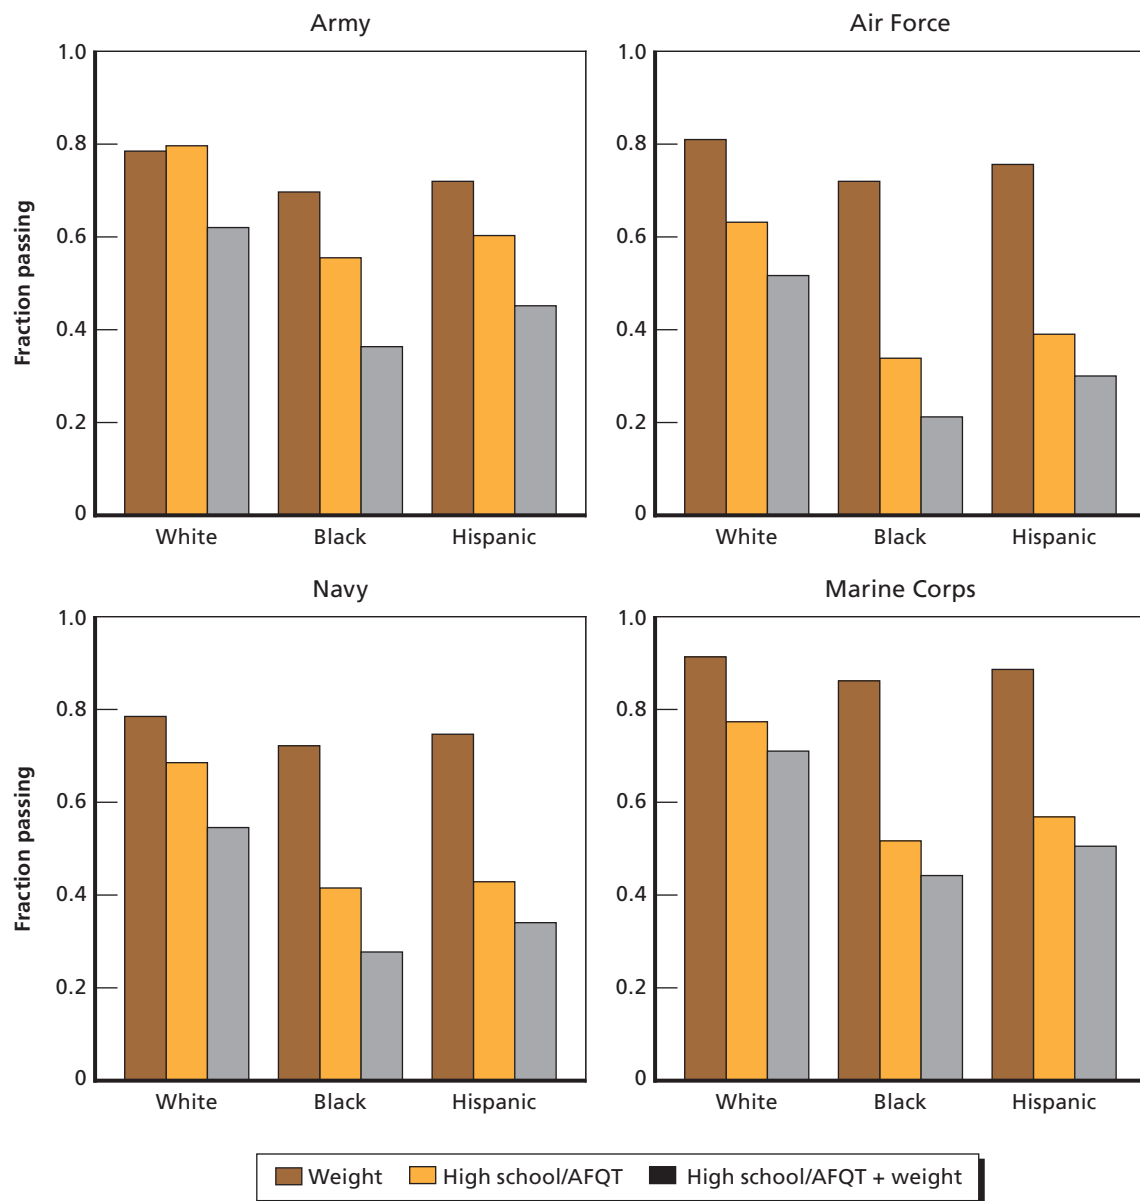 Army
Air Force
Fraction passing
1.0
0.8
0.6
0.4
0.2
0
White Black Hispanic
1.0
0.8
0.6
0.4
0.2
0
White Black Hispanic
Navy
Marine Corps
Fraction passing
1.0
0.8
0.6
0.4
0.2
0
White Black Hispanic
1.0
0.8
0.6
0.4
0.2
0
White Black Hispanic
Weight High school/AFQT High school/AFQT + weight